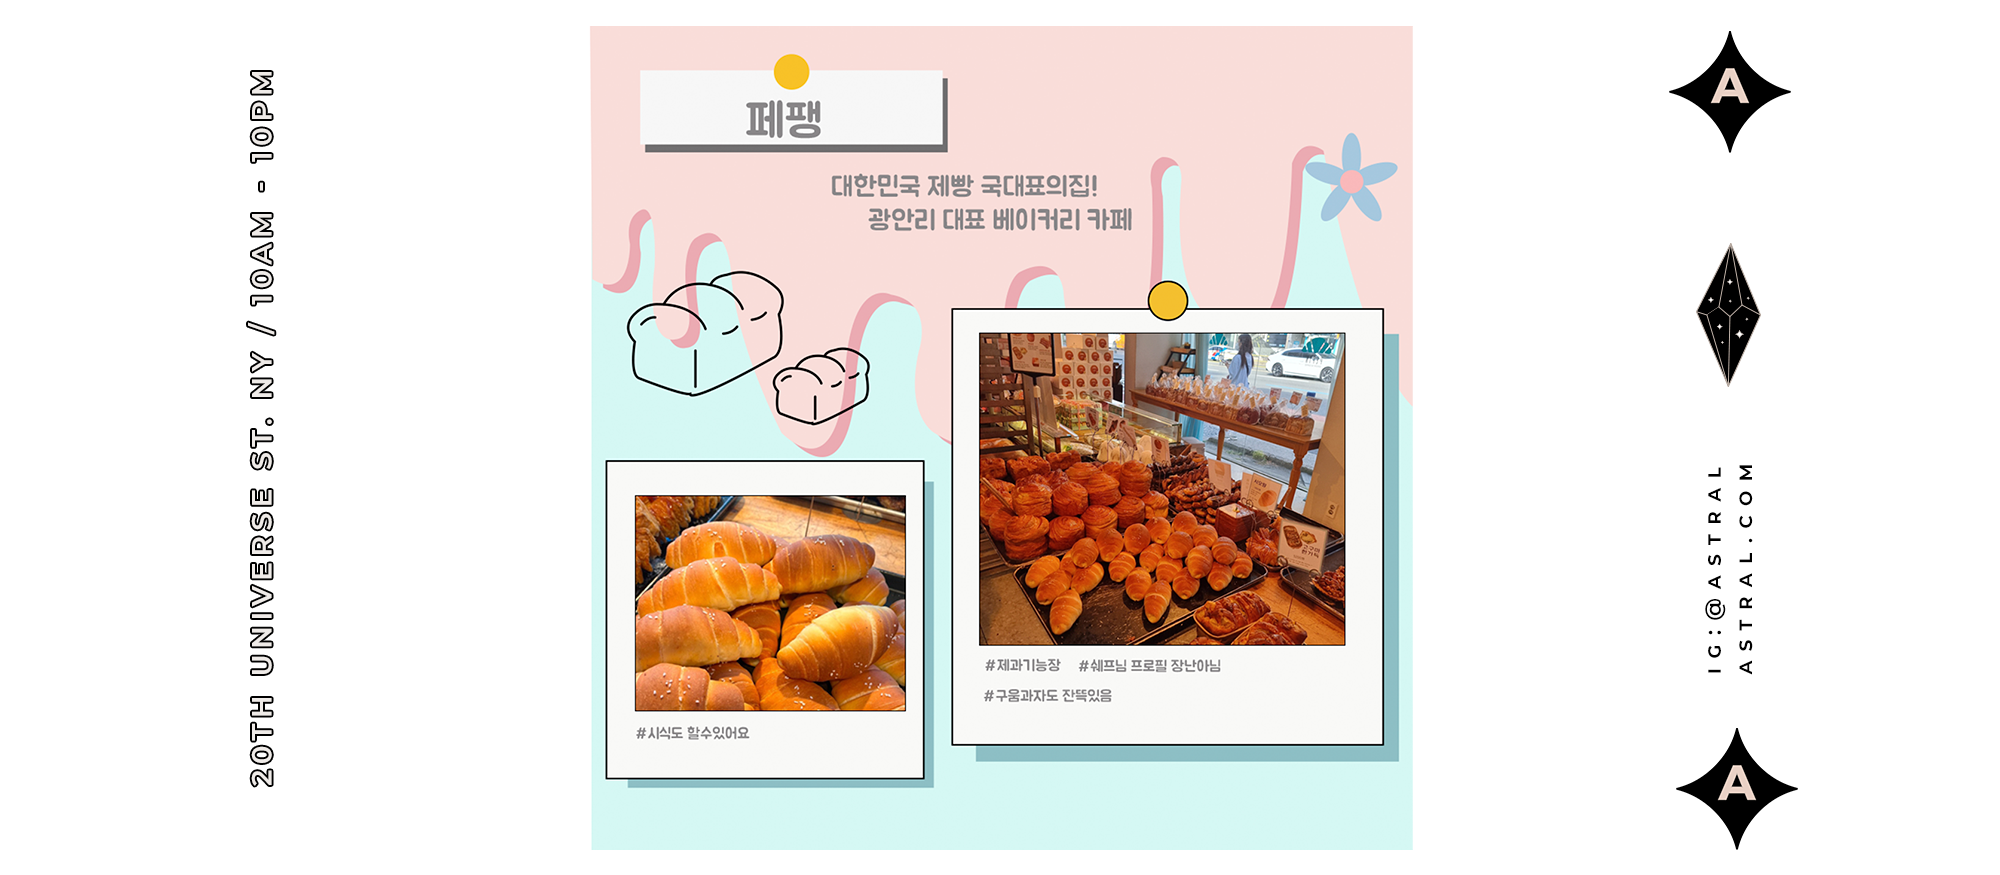 20TH UNIVERSE ST. NY / 10AM - 10PM
페팽
대한민국 제빵 국대표의집!
광안리 대표 베이커리 카페
#시식도 할수있어요
#제과기능장 #쉐프님 프로필 장난아님
#구움과자도 잔뜩있음
A
IG:@ASTRAL
ASTRAL.COM
A